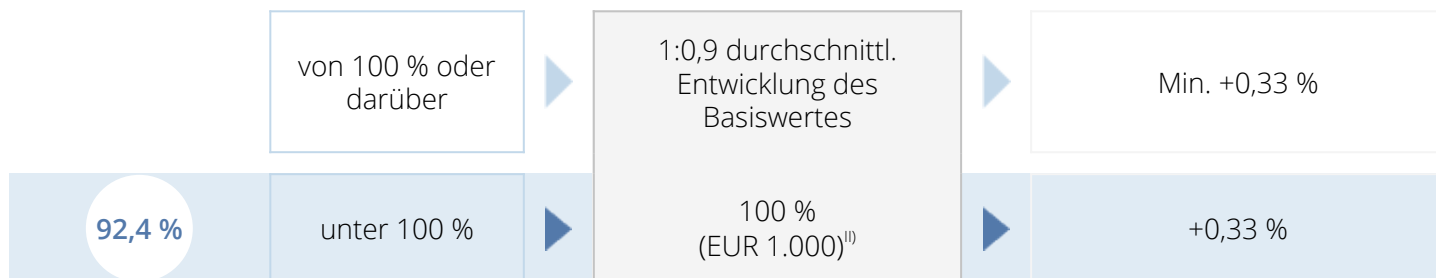 von 100 % oder
darüber
1:0,9 durchschnittl.
Entwicklung des
Basiswertes
Min. +0,33 %
92,4 %
unter 100 %
100 %
(EUR 1.000)II)
+0,33 %